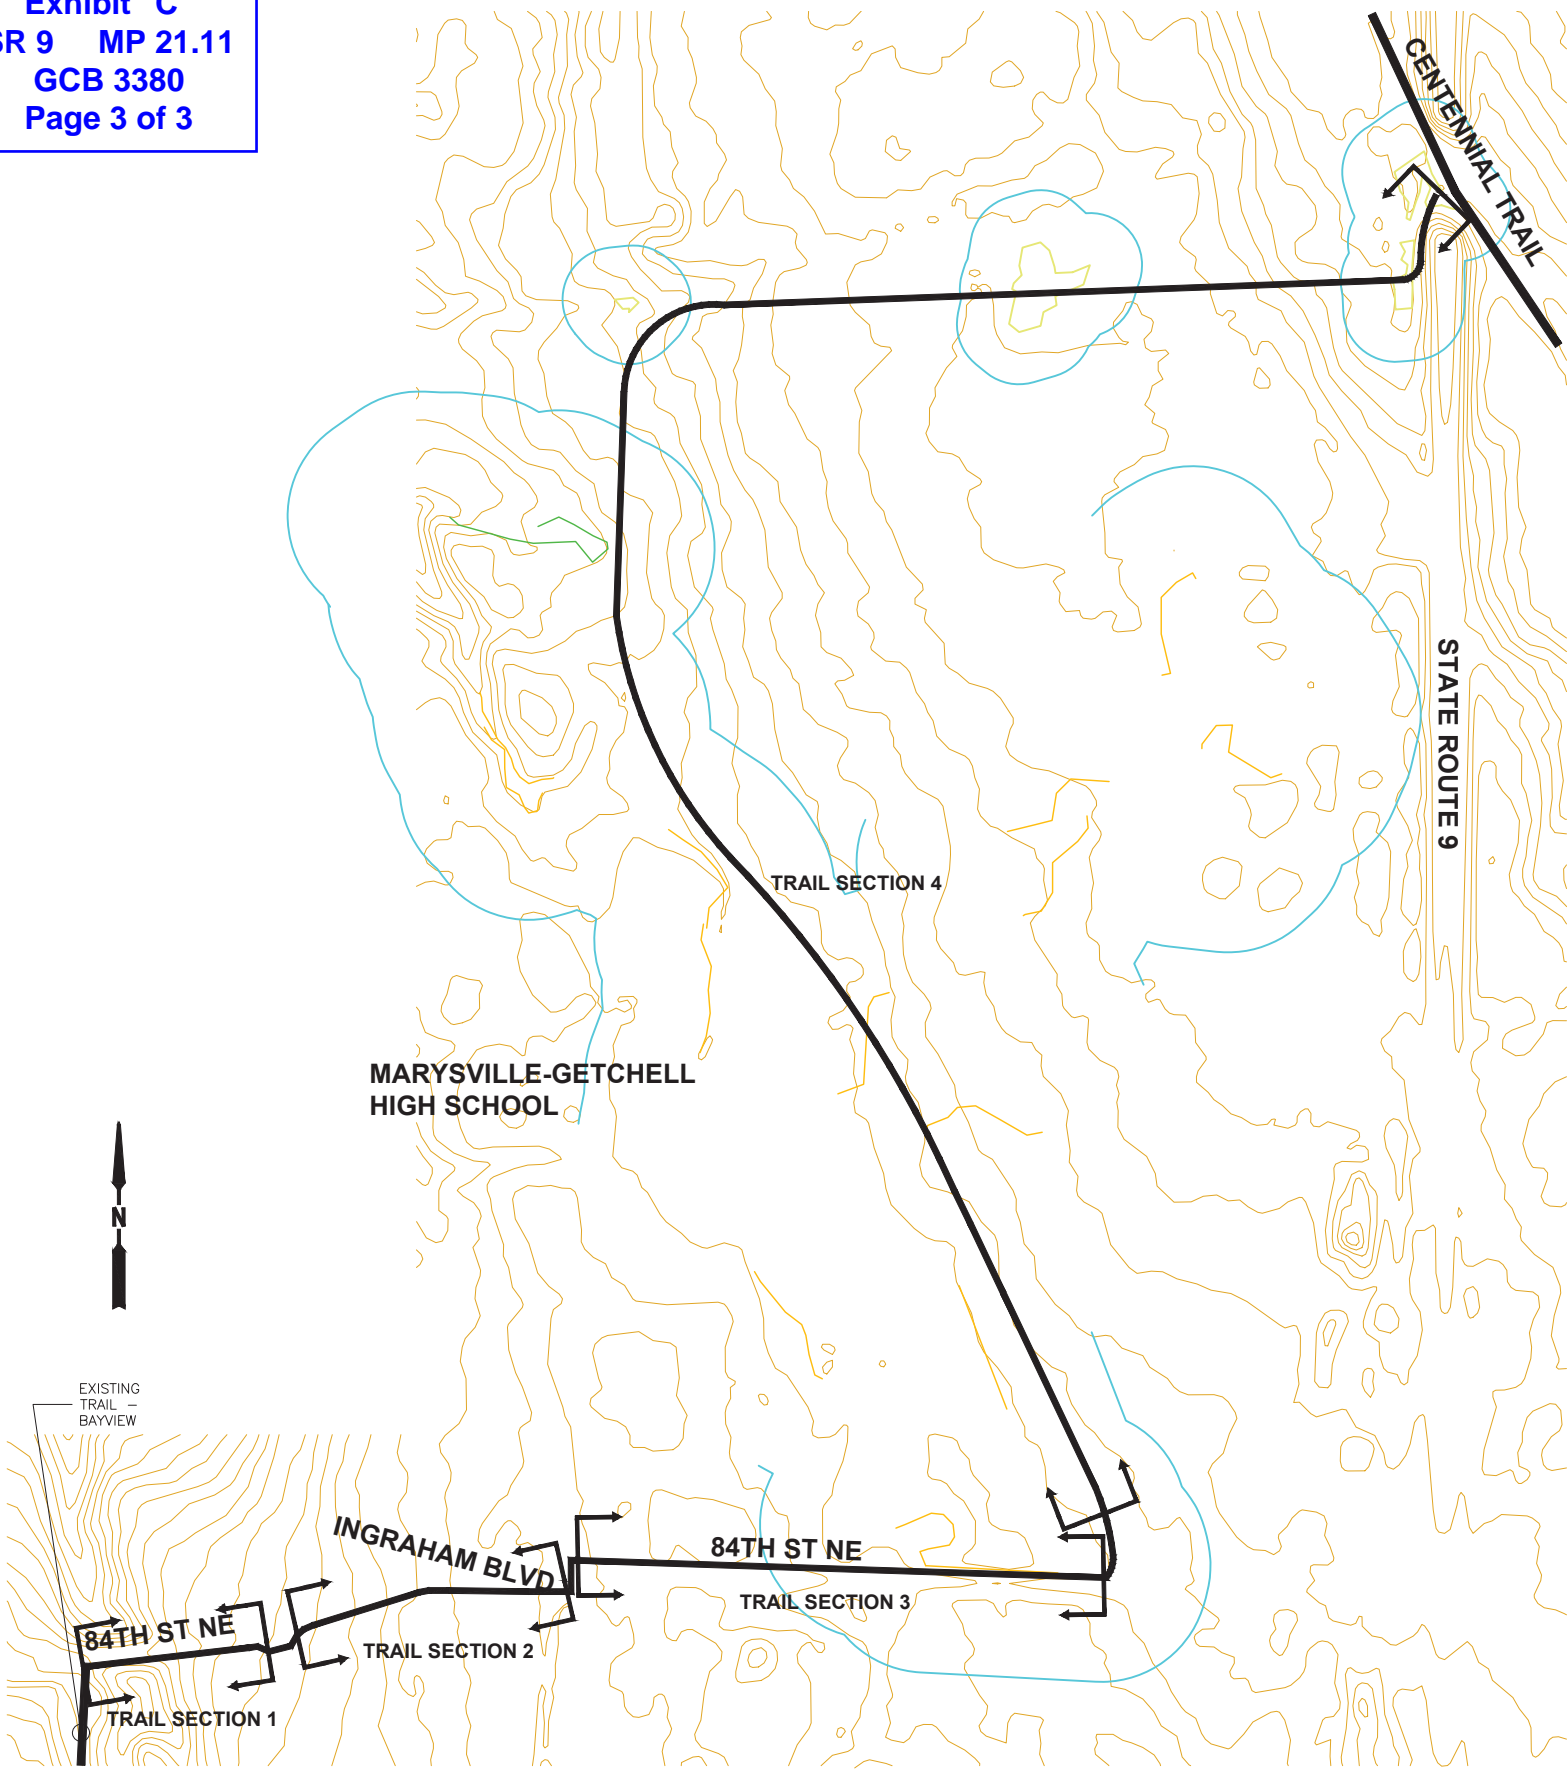 Exhibit "C"
SR 9 MP 21.11
GCB 3380
Page 3 of 3
CENTENNIAL TRAIL
STATE ROUTE 9
TRAIL SECTION 4
MARYSVILLE-GETCHELL
HIGH SCHOOL
N
EXISTING
TRAIL –
BAYVIEW
INGRAHAM BLVD
84TH ST NE
TRAIL SECTION 3
84TH ST NE
TRAIL SECTION 2
TRAIL SECTION 1